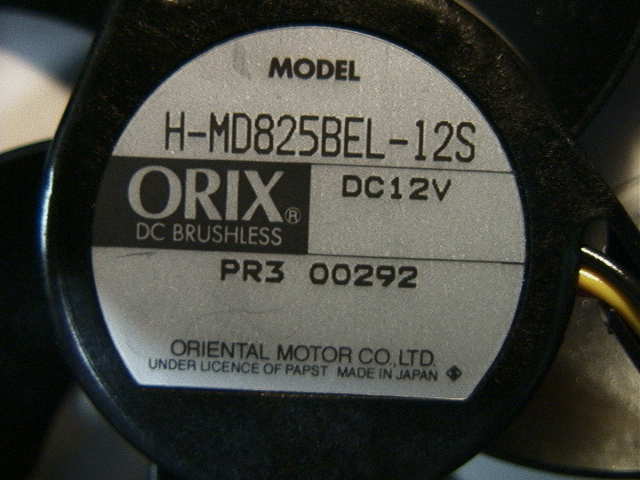 MODEL
H-MD825BEL-12S
ORIX®
DC BRUSHLESS
DC12V
PR3 00292
ORIENTAL MOTOR CO.,LTD.
UNDER LICENCE OF PAPST MADE IN JAPAN